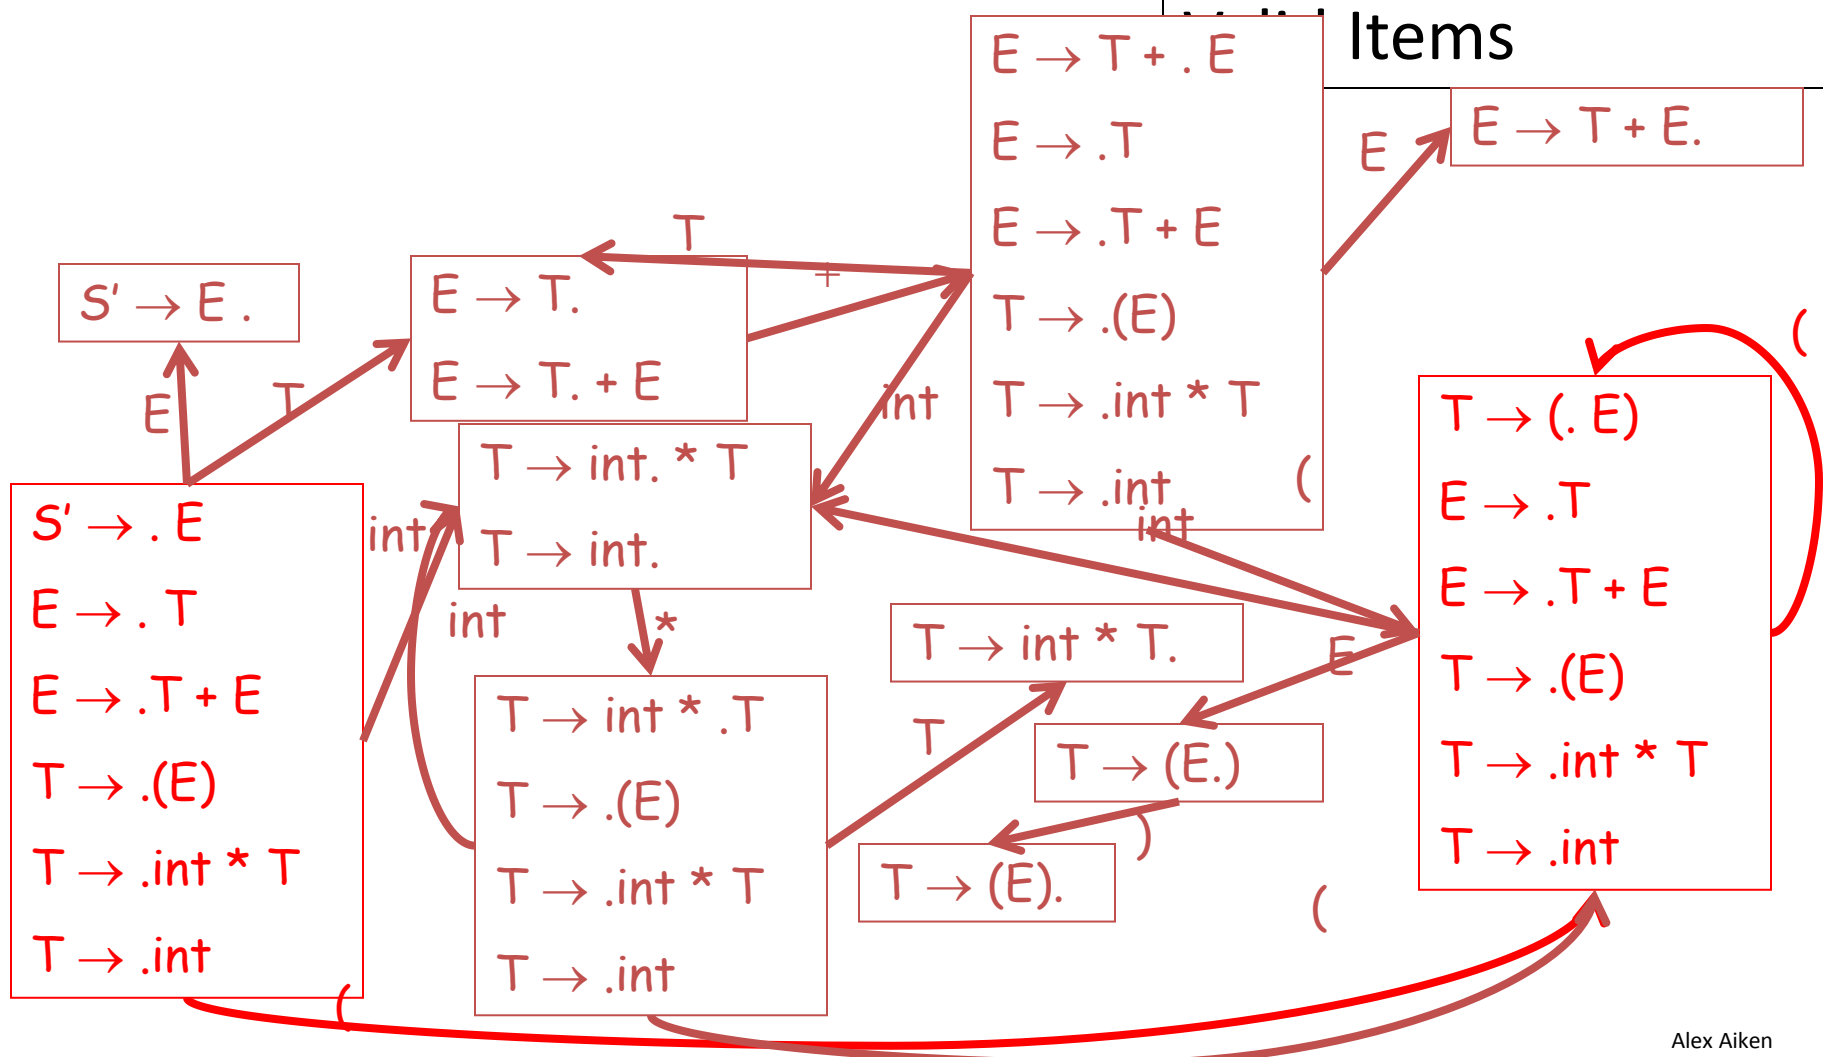 Items
E → T + . E
E → .T
E → .T + E
T → .(E)
T → .int * T
T → .int
(
int
E
E → T + E.
T
+
S' → E .
E → T.
E → T. + E
E
T
int
(
T → int. * T
T → int.
int
int
*
S' → . E
E → . T
E → .T + E
T → .(E)
T → .int * T
T → .int
(
T → int * .T
T → .(E)
T → .int * T
T → .int
T
T → int * T.
E
T → (E.)
)
T → (E).
(
T → (. E)
E → .T
E → .T + E
T → .(E)
T → .int * T
T → .int
Alex Aiken